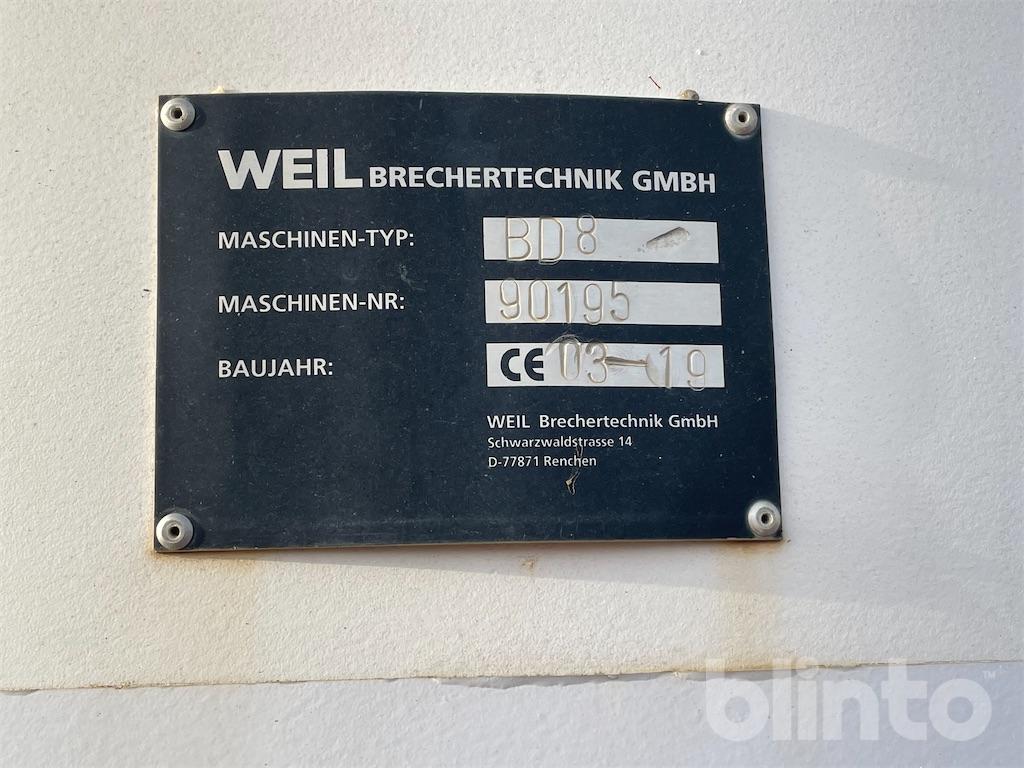 WEIL BRECHERTECHNIK GMBH
MASCHINEN-TYP: BD8
MASCHINEN-NR: 90195
BAUJAHR: CE 03-19
WEIL Brechertechnik GmbH
Schwarzwaldstrasse 14
D-77871 Renchen
blinto™